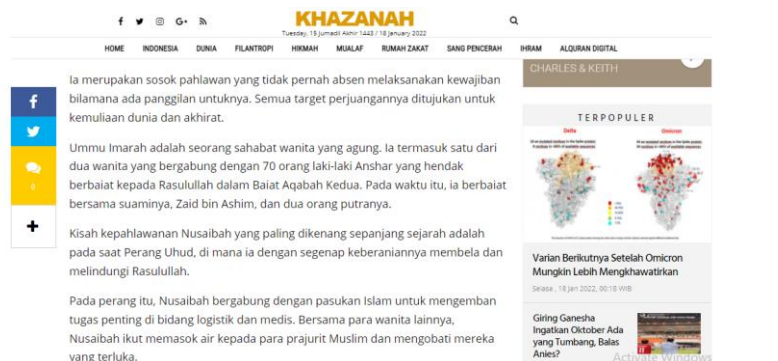 KHAZANAH
Tuesday, 15 Jumadil Akhir 1443 / 18 January 2022
HOME INDONESIA DUNIA FILANTROPI HIKMAH MUALAF RUMAH ZAKAT SANG PENCERAH IHRAM ALQURAN DIGITAL
Ia merupakan sosok pahlawan yang tidak pernah absen melaksanakan kewajiban
bilamana ada panggilan untuknya. Semua target perjuangannya ditujukan untuk
kemuliaan dunia dan akhirat.
Ummu Imarah adalah seorang sahabat wanita yang agung. Ia termasuk satu dari
dua wanita yang bergabung dengan 70 orang laki-laki Anshar yang hendak
berbaiat kepada Rasulullah dalam Baiat Aqabah Kedua. Pada waktu itu, ia berbaiat
bersama suaminya, Zaid bin Ashim, dan dua orang putranya.
Kisah kepahlawanan Nusaibah yang paling dikenang sepanjang sejarah adalah
pada saat Perang Uhud, di mana ia dengan segenap keberaniannya membela dan
melindungi Rasulullah.
Pada perang itu, Nusaibah bergabung dengan pasukan Islam untuk mengemban
tugas penting di bidang logistik dan medis. Bersama para wanita lainnya,
Nusaibah ikut memasok air kepada para prajurit Muslim dan mengobati mereka
yang terluka.
0
CHARLES & KEITH
TERPOPULER
Delta Omicron
Varian Berikutnya Setelah Omicron
Mungkin Lebih Mengkhawatirkan
Selasa , 18 Jan 2022, 00:18 WIB
Giring Ganesha
Ingatkan Oktober Ada
yang Tumbang, Balas
Anies?
Activate Windows